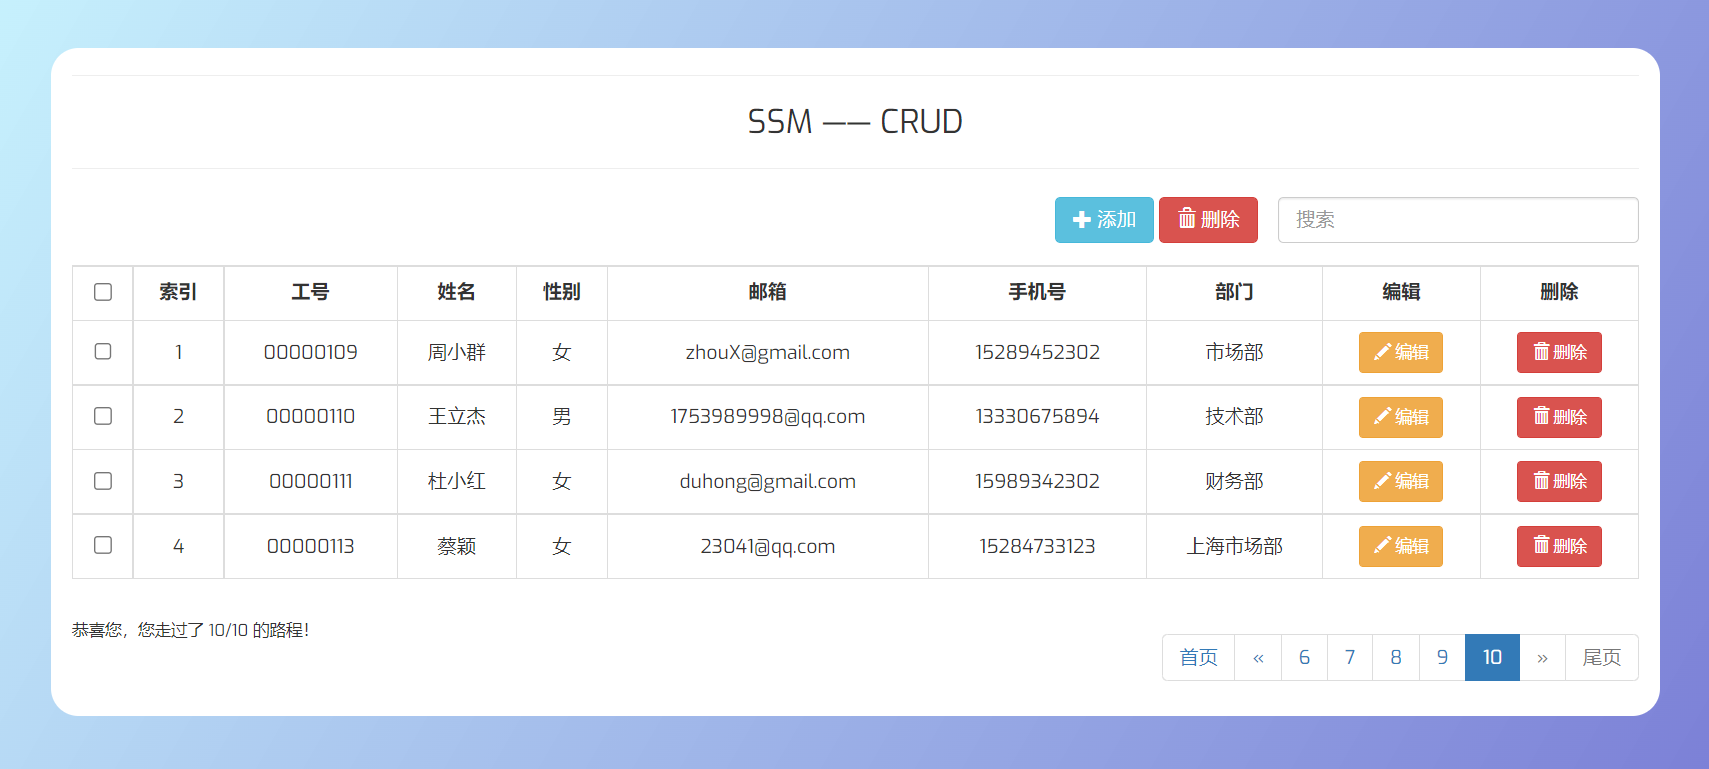 SSM —— CRUD
添加 删除 搜索
索引 工号 姓名 性别 邮箱 手机号 部门 编辑 删除
1 00000109 周小群 女 zhouX@gmail.com 15289452302 市场部 编辑 删除
2 00000110 王立杰 男 1753989998@qq.com 13330675894 技术部 编辑 删除
3 00000111 杜小红 女 duhong@gmail.com 15989342302 财务部 编辑 删除
4 00000113 蔡颖 女 23041@qq.com 15284733123 上海市场部 编辑 删除
恭喜您，您走过了 10/10 的路程！
首页 « 6 7 8 9 10 » 尾页